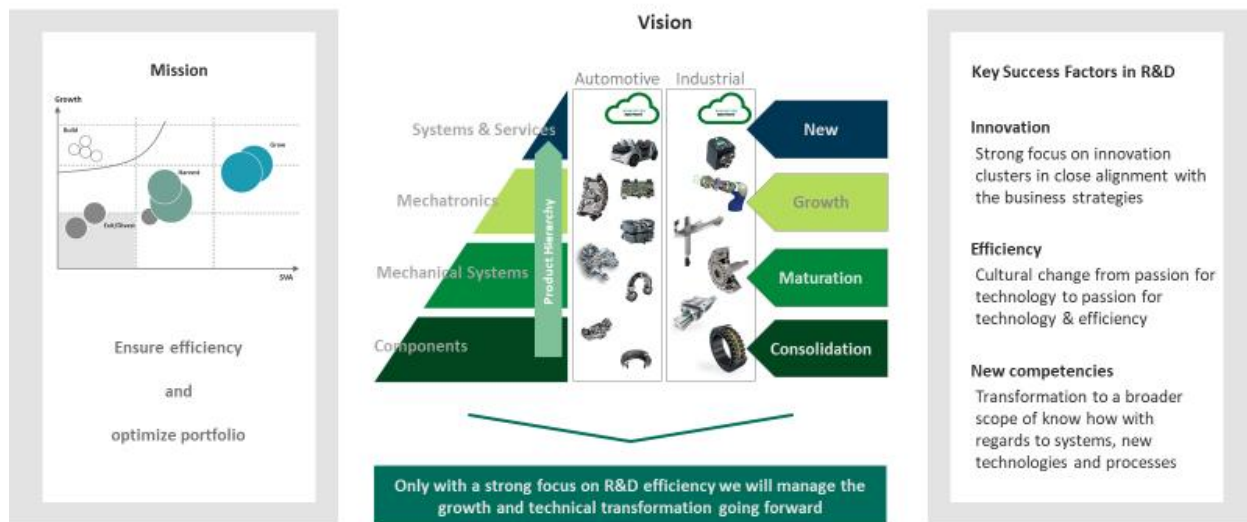 Mission
Growth
Build
Grow
Harvest
Exit/Divest
SVA
Ensure efficiency
and
optimize portfolio
Vision
Automotive
Industrial
Systems & Services
Mechatronics
Mechanical Systems
Components
Product Hierarchy
New
Growth
Maturation
Consolidation
Only with a strong focus on R&D efficiency we will manage the
growth and technical transformation going forward
Key Success Factors in R&D
Innovation
Strong focus on innovation
clusters in close alignment with
the business strategies
Efficiency
Cultural change from passion for
technology to passion for
technology & efficiency
New competencies
Transformation to a broader
scope of know how with
regards to systems, new
technologies and processes